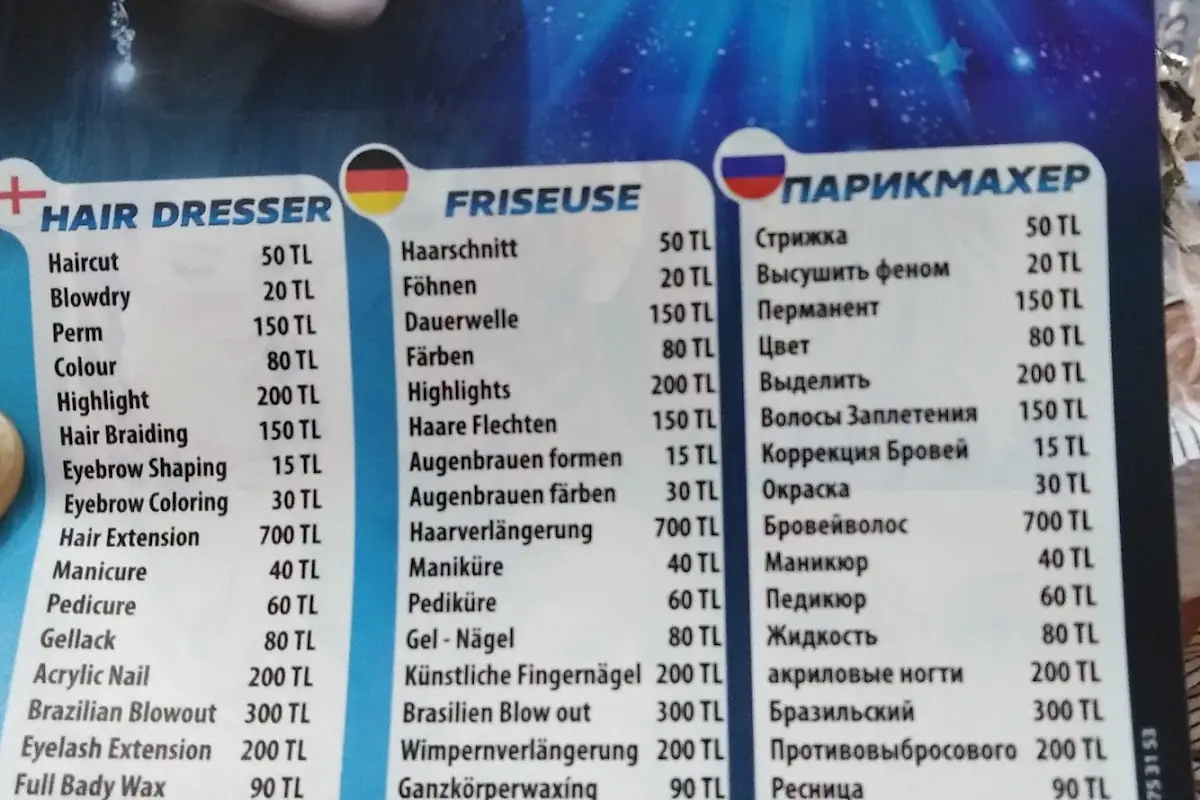 HAIR DRESSER
Haircut 50 TL
Blowdry 20 TL
Perm 150 TL
Colour 80 TL
Highlight 200 TL
Hair Braiding 150 TL
Eyebrow Shaping 15 TL
Eyebrow Coloring 30 TL
Hair Extension 700 TL
Manicure 40 TL
Pedicure 60 TL
Gellack 80 TL
Acrylic Nail 200 TL
Brazilian Blowout 300 TL
Eyelash Extension 200 TL
Full Bady Wax 90 TL
FRISEUSE
Haarschnitt 50 TL
Föhnen 20 TL
Dauerwelle 150 TL
Färben 80 TL
Highlights 200 TL
Haare Flechten 150 TL
Augenbrauen formen 15 TL
Augenbrauen färben 30 TL
Haarverlängerung 700 TL
Maniküre 40 TL
Pediküre 60 TL
Gel - Nägel 80 TL
Künstliche Fingernägel 200 TL
Brasilien Blow out 300 TL
Wimpernverlängerung 200 TL
Ganzkörperwaxing 90 TL
ПАРИКМАХЕР
Стрижка 50 TL
Высушить феном 20 TL
Перманент 150 TL
Цвет 80 TL
Выделить 200 TL
Волосы Заплетения 150 TL
Коррекция Бровей 15 TL
Окраска 30 TL
Бровейволос 700 TL
Маникюр 40 TL
Педикюр 60 TL
Жидкость 80 TL
акриловые ногти 200 TL
Бразильский 300 TL
Противовыбросового 200 TL
Ресница 90 TL
75 31 53